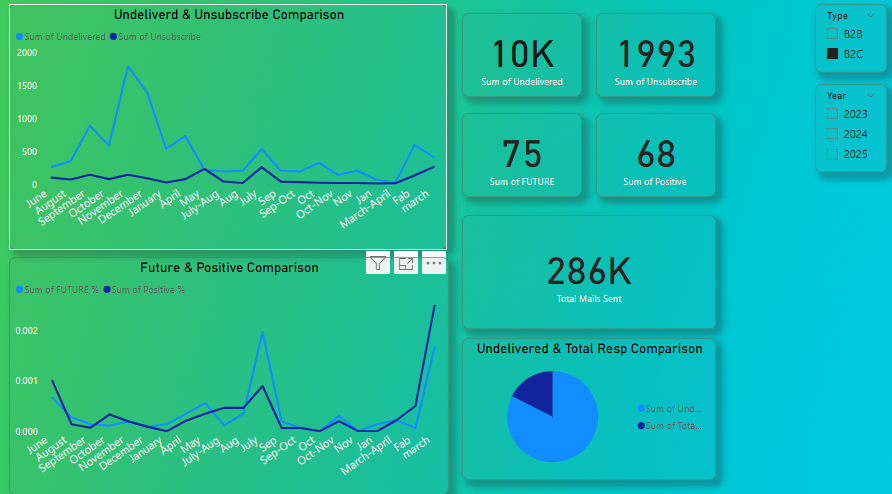 Undeliverd & Unsubscribe Comparison
Sum of Undelivered Sum of Unsubscribe
2000
1500
1000
500
0
June
August
September
October
November
December
January
April
May
July-Aug
Aug
July
Sep
Sep-Oct
Oct
Oct-Nov
Nov
Jan
March-April
Fab
march
Future & Positive Comparison
Sum of FUTURE % Sum of Positive %
0.002
0.001
0.000
June
August
September
October
November
December
January
April
May
July-Aug
Aug
July
Sep
Sep-Oct
Oct
Oct-Nov
Nov
Jan
March-April
Fab
march
10K
Sum of Undelivered
1993
Sum of Unsubscribe
75
Sum of FUTURE
68
Sum of Positive
286K
Total Mails Sent
Undelivered & Total Resp Comparison
Sum of Und...
Sum of Tota...
Type
B2B
B2C
Year
2023
2024
2025